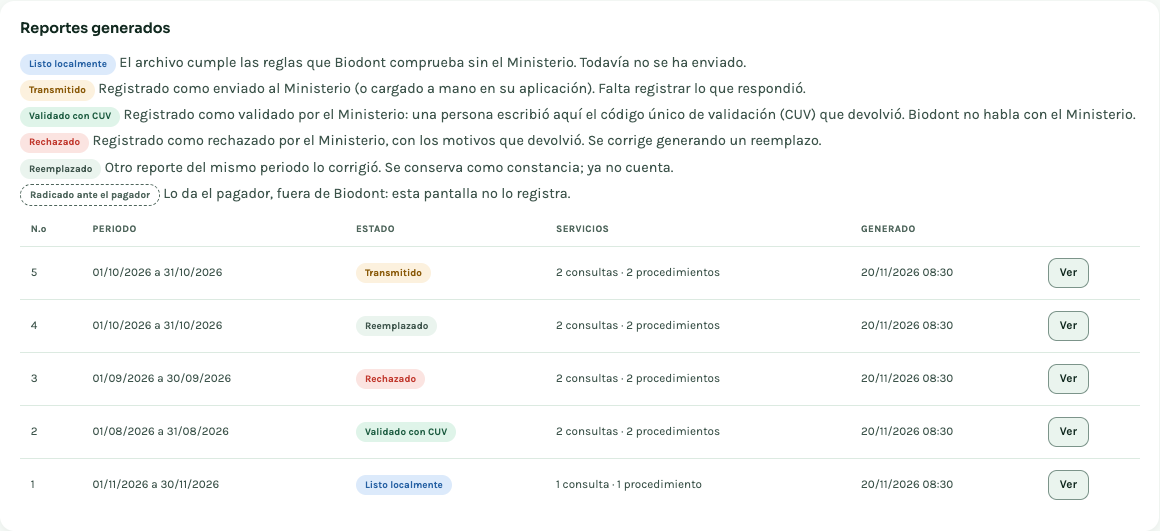 Reportes generados
Listo localmente El archivo cumple las reglas que Biodont comprueba sin el Ministerio. Todavía no se ha enviado.
Transmitido Registrado como enviado al Ministerio (o cargado a mano en su aplicación). Falta registrar lo que respondió.
Validado con CUV Registrado como validado por el Ministerio: una persona escribió aquí el código único de validación (CUV) que devolvió. Biodont no habla con el Ministerio.
Rechazado Registrado como rechazado por el Ministerio, con los motivos que devolvió. Se corrige generando un reemplazo.
Reemplazado Otro reporte del mismo periodo lo corrigió. Se conserva como constancia; ya no cuenta.
Radicado ante el pagador Lo da el pagador, fuera de Biodont: esta pantalla no lo registra.
N.o PERIODO ESTADO SERVICIOS GENERADO
5 01/10/2026 a 31/10/2026 Transmitido 2 consultas · 2 procedimientos 20/11/2026 08:30 Ver
4 01/10/2026 a 31/10/2026 Reemplazado 2 consultas · 2 procedimientos 20/11/2026 08:30 Ver
3 01/09/2026 a 30/09/2026 Rechazado 2 consultas · 2 procedimientos 20/11/2026 08:30 Ver
2 01/08/2026 a 31/08/2026 Validado con CUV 2 consultas · 2 procedimientos 20/11/2026 08:30 Ver
1 01/11/2026 a 30/11/2026 Listo localmente 1 consulta · 1 procedimiento 20/11/2026 08:30 Ver